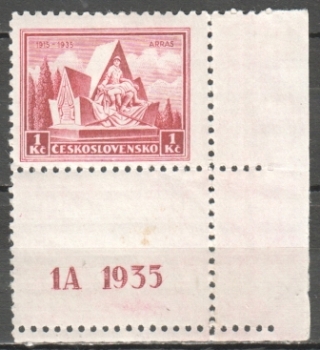 1915-1935 ARRAS
1 Kč ČESKOSLOVENSKO 1 Kč
1A 1935